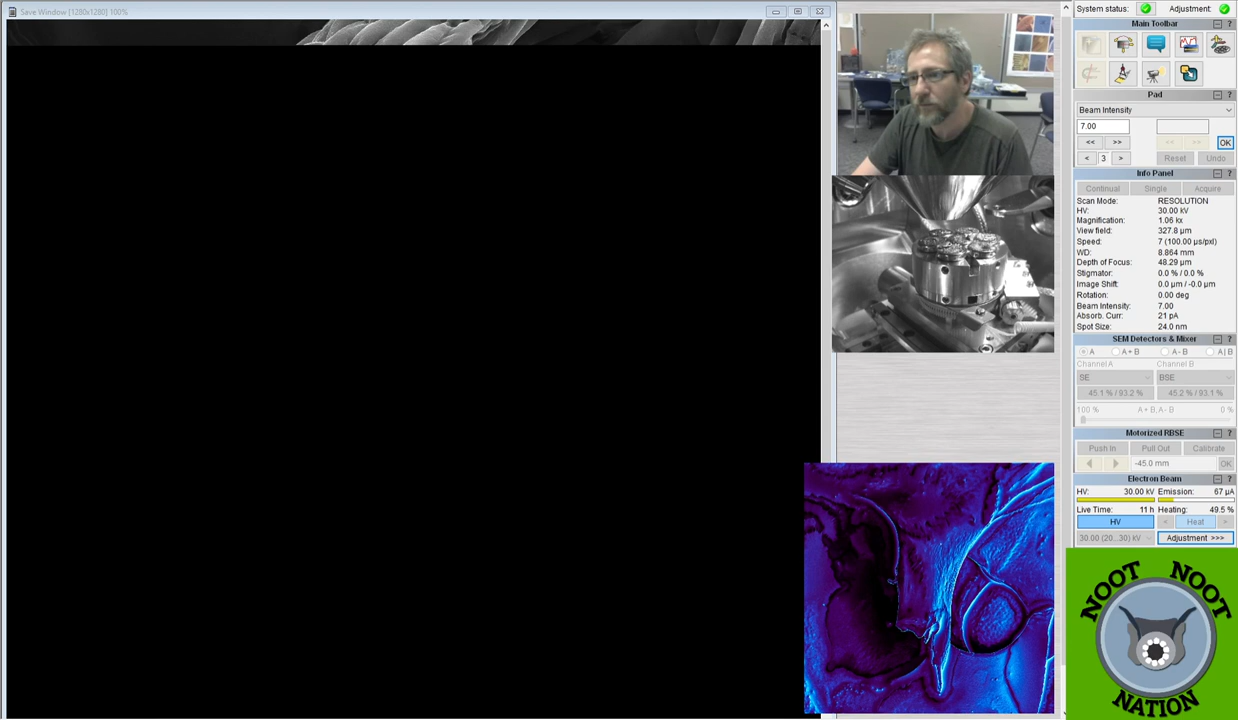 Save Window [1280x1280] 100%
System status: Adjustment:
Main Toolbar ?
Pad ?
Beam Intensity
7.00
<< >> << >> OK
< 3 > Reset Undo
Info Panel ?
Continual Single Acquire
Scan Mode: RESOLUTION
HV: 30.00 kV
Magnification: 1.06 kx
View field: 327.8 µm
Speed: 7 (100.00 µs/pxl)
WD: 8.864 mm
Depth of Focus: 48.29 µm
Stigmator: 0.0 % / 0.0 %
Image Shift: 0.0 µm / -0.0 µm
Rotation: 0.00 deg
Beam Intensity: 7.00
Absorb. Curr: 21 pA
Spot Size: 24.0 nm
SEM Detectors & Mixer ?
A A + B A - B A | B
Channel A Channel B
SE BSE
45.1 % / 93.2 % 45.2 % / 93.1 %
100 % A + B, A - B 0 %
Motorized RBSE ?
Push In Pull Out Calibrate
-45.0 mm OK
Electron Beam ?
HV: 30.00 kV Emission: 67 µA
Live Time: 11 h Heating: 49.5 %
HV < Heat >
30.00 (20...30) kV Adjustment >>>
NOOT NOOT
NATION